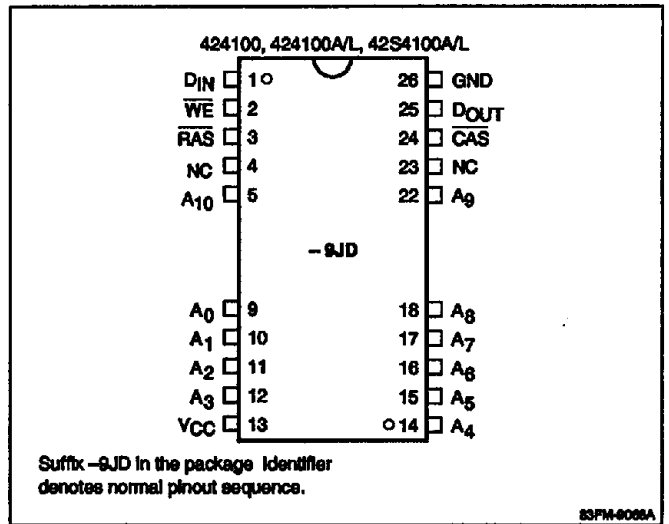 424100, 424100A/L, 42S4100A/L
DIN 1 26 GND
WE 2 25 DOUT
RAS 3 24 CAS
NC 4 23 NC
A10 5 22 A9
–9JD
A0 9 18 A8
A1 10 17 A7
A2 11 16 A6
A3 12 15 A5
VCC 13 14 A4
Suffix –9JD in the package identifier
denotes normal pinout sequence.
83FM-9068A